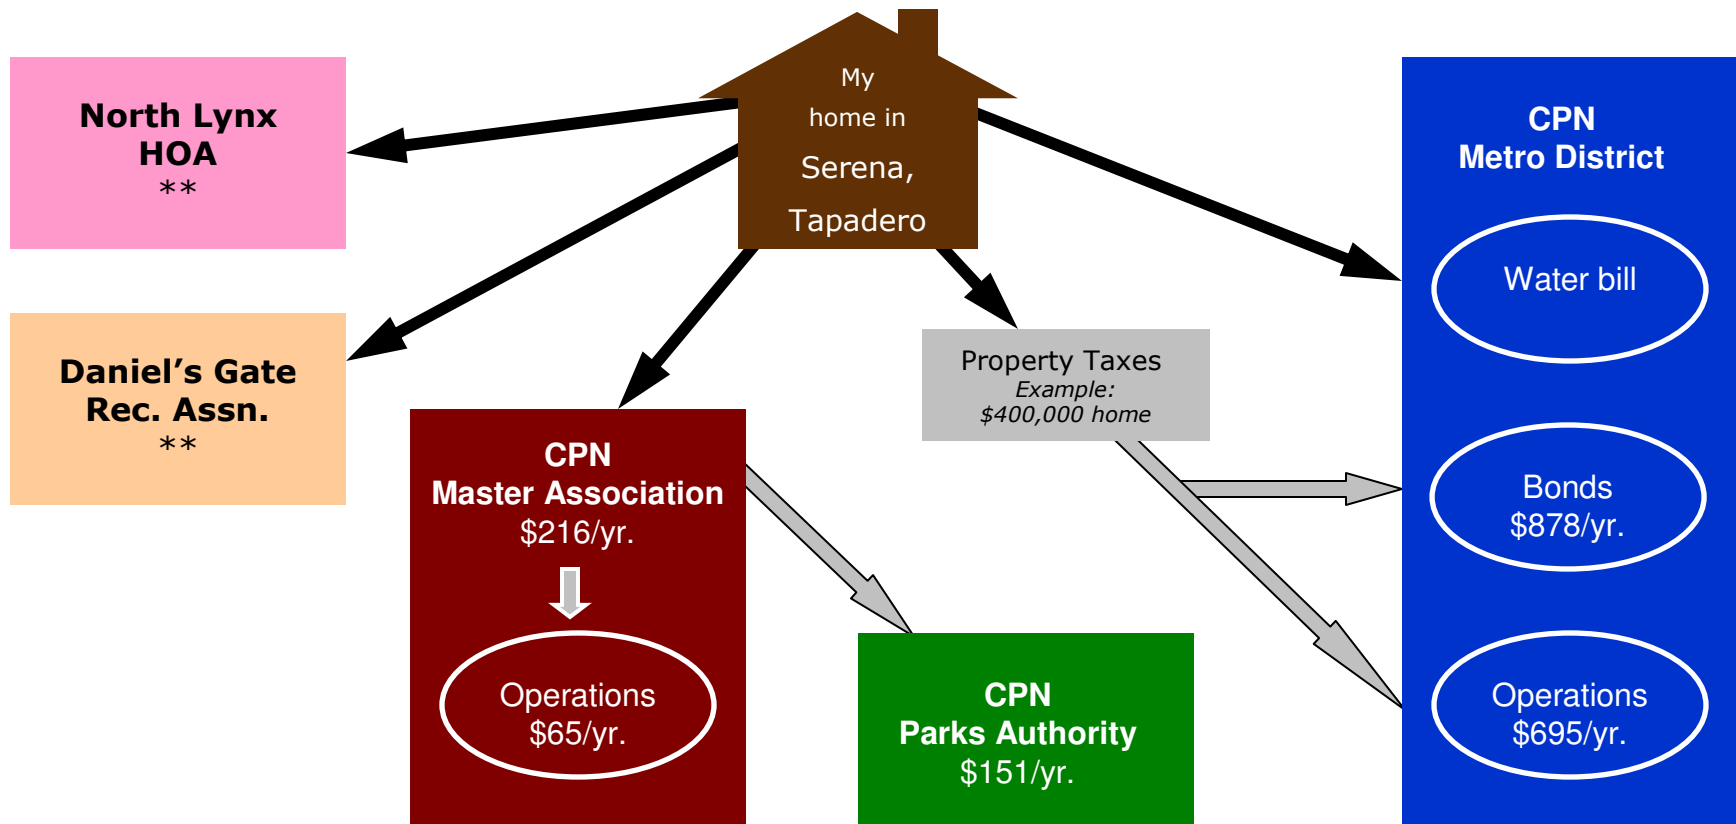 My
home in
Serena,
Tapadero
North Lynx
HOA
**
Daniel’s Gate
Rec. Assn.
**
CPN
Master Association
$216/yr.
Operations
$65/yr.
Property Taxes
Example:
$400,000 home
CPN
Parks Authority
$151/yr.
CPN
Metro District
Water bill
Bonds
$878/yr.
Operations
$695/yr.